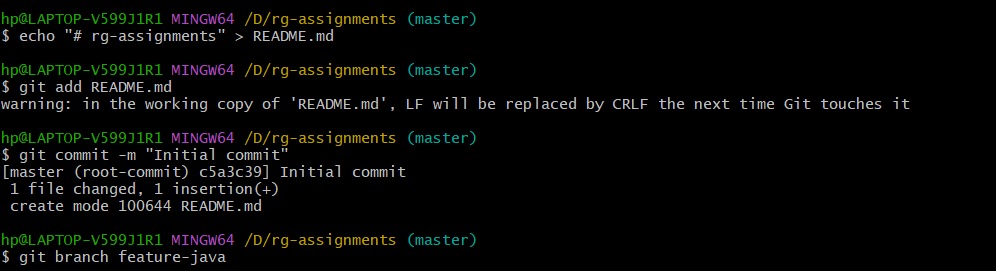 hp@LAPTOP-V599J1R1 MINGW64 /D/rg-assignments (master)
$ echo "# rg-assignments" > README.md
hp@LAPTOP-V599J1R1 MINGW64 /D/rg-assignments (master)
$ git add README.md
warning: in the working copy of 'README.md', LF will be replaced by CRLF the next time Git touches it
hp@LAPTOP-V599J1R1 MINGW64 /D/rg-assignments (master)
$ git commit -m "Initial commit"
[master (root-commit) c5a3c39] Initial commit
 1 file changed, 1 insertion(+)
 create mode 100644 README.md
hp@LAPTOP-V599J1R1 MINGW64 /D/rg-assignments (master)
$ git branch feature-java